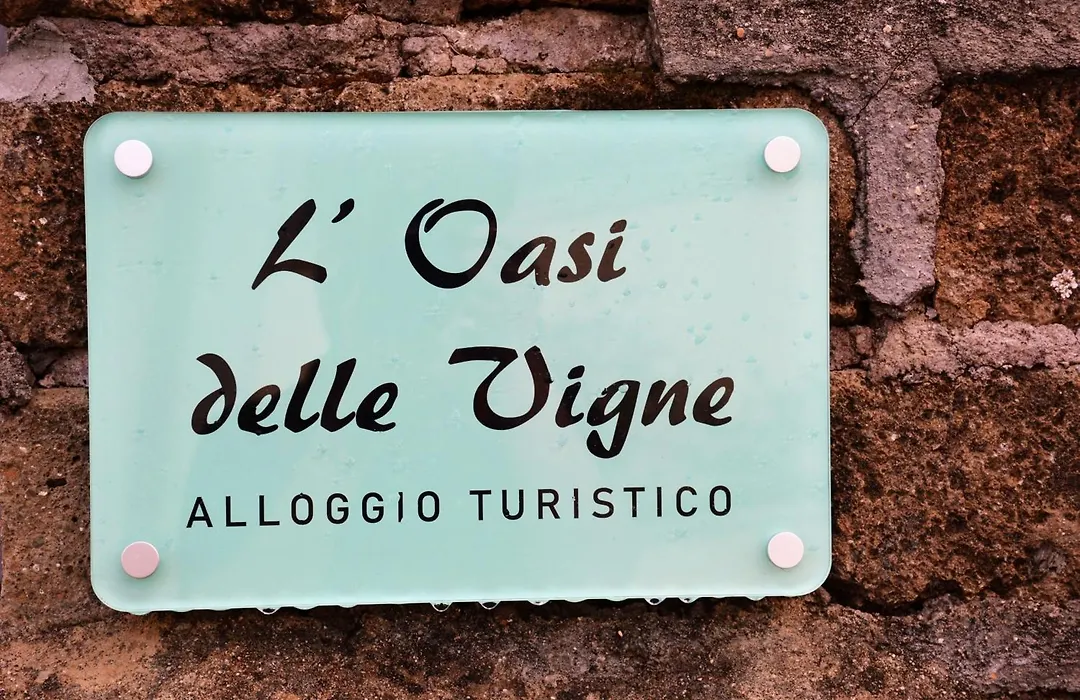 L' Oasi
delle Vigne
ALLOGGIO TURISTICO